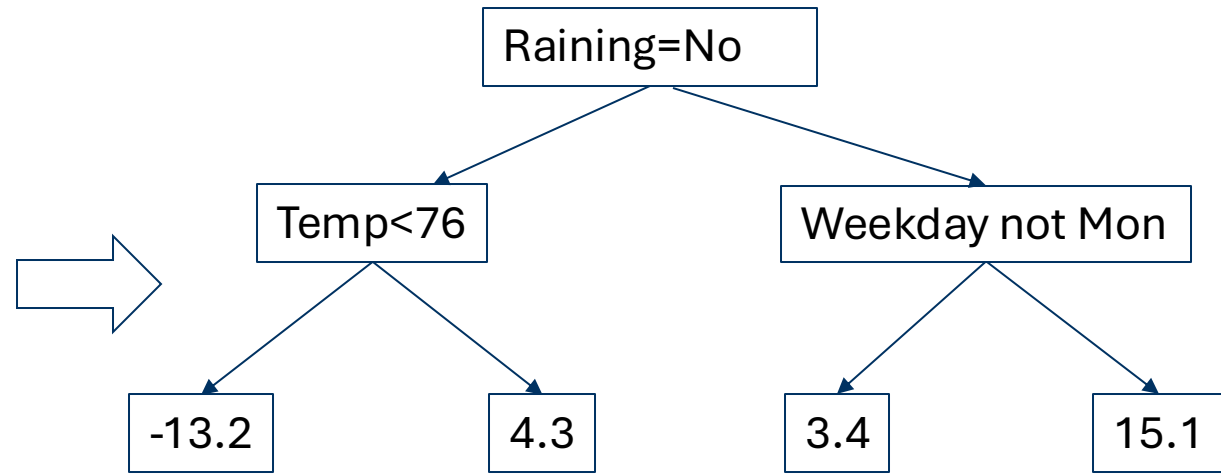 Raining=No
Temp<76
Weekday not Mon
-13.2
4.3
3.4
15.1